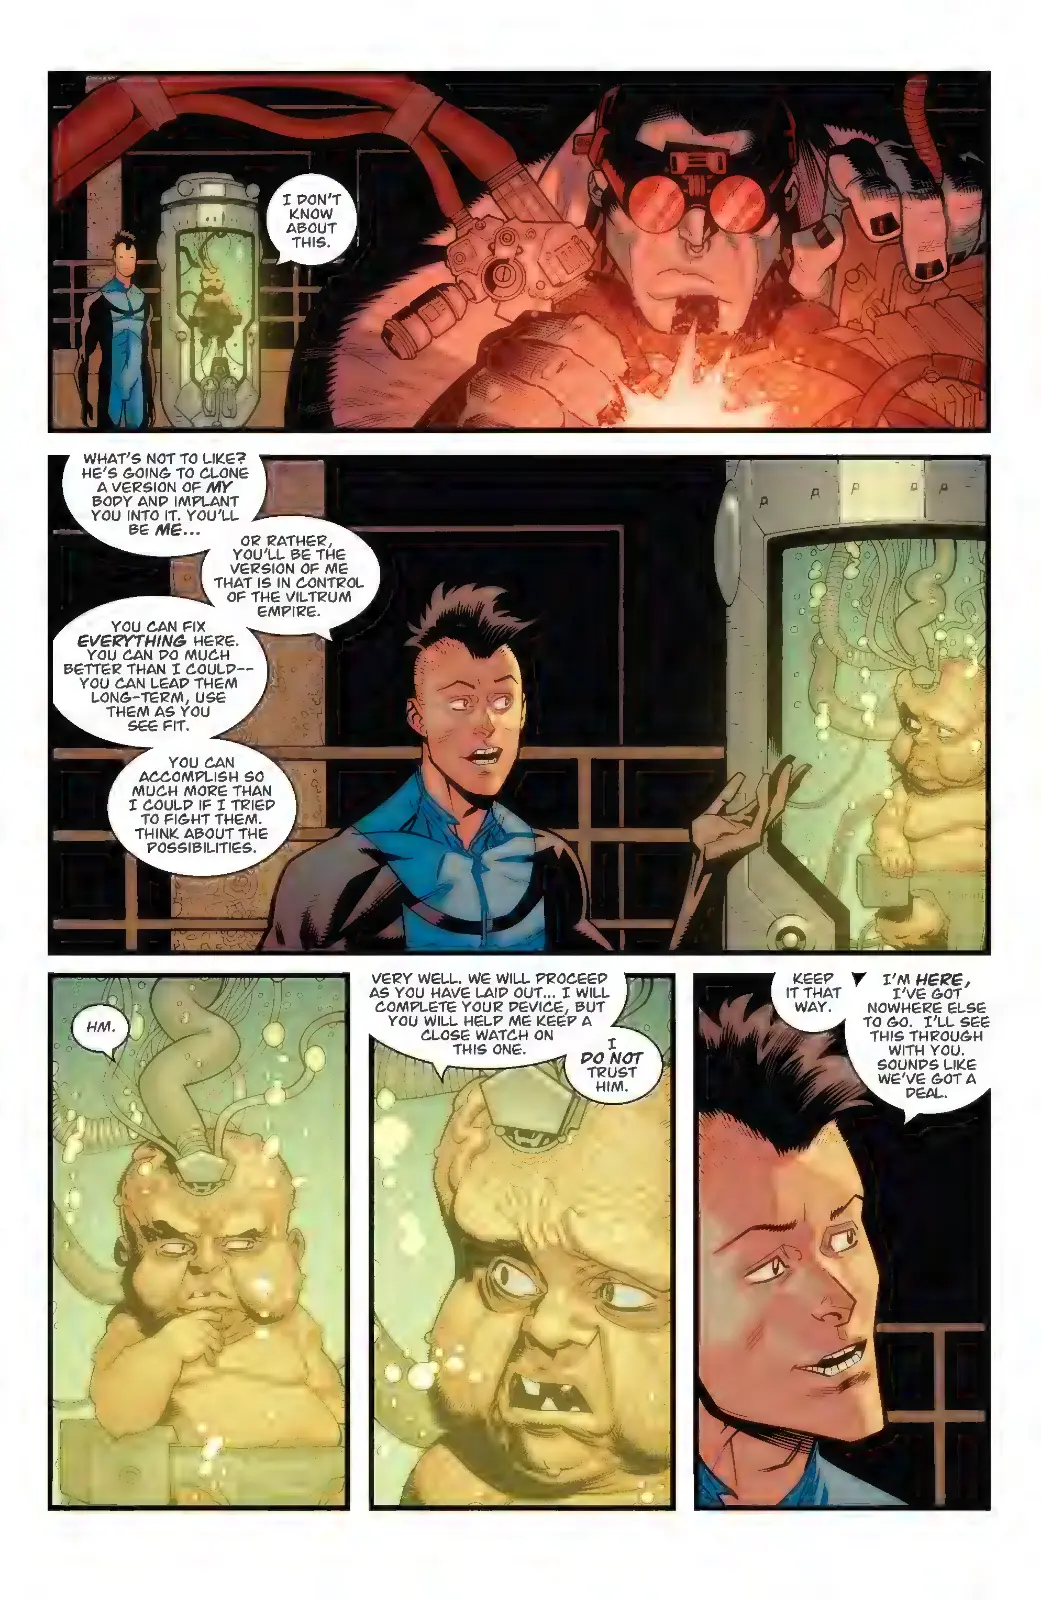 I DON'T
KNOW
ABOUT
THIS.
WHAT'S NOT TO LIKE?
HE'S GOING TO CLONE
A VERSION OF MY
BODY AND IMPLANT
YOU INTO IT. YOU'LL
BE ME...
OR RATHER,
YOU'LL BE THE
VERSION OF ME
THAT IS IN CONTROL
OF THE VILTRUM
EMPIRE.
YOU CAN FIX
EVERYTHING HERE.
YOU CAN DO MUCH
BETTER THAN I COULD--
YOU CAN LEAD THEM
LONG-TERM, USE
THEM AS YOU
SEE FIT.
YOU CAN
ACCOMPLISH SO
MUCH MORE THAN
I COULD IF I TRIED
TO FIGHT THEM.
THINK ABOUT THE
POSSIBILITIES.
HM.
VERY WELL. WE WILL PROCEED
AS YOU HAVE LAID OUT... I WILL
COMPLETE YOUR DEVICE, BUT
YOU WILL HELP ME KEEP A
CLOSE WATCH ON
THIS ONE.
I
DO NOT
TRUST
HIM.
KEEP
IT THAT
WAY.
I'M HERE,
I'VE GOT
NOWHERE ELSE
TO GO. I'LL SEE
THIS THROUGH
WITH YOU.
SOUNDS LIKE
WE'VE GOT A
DEAL.